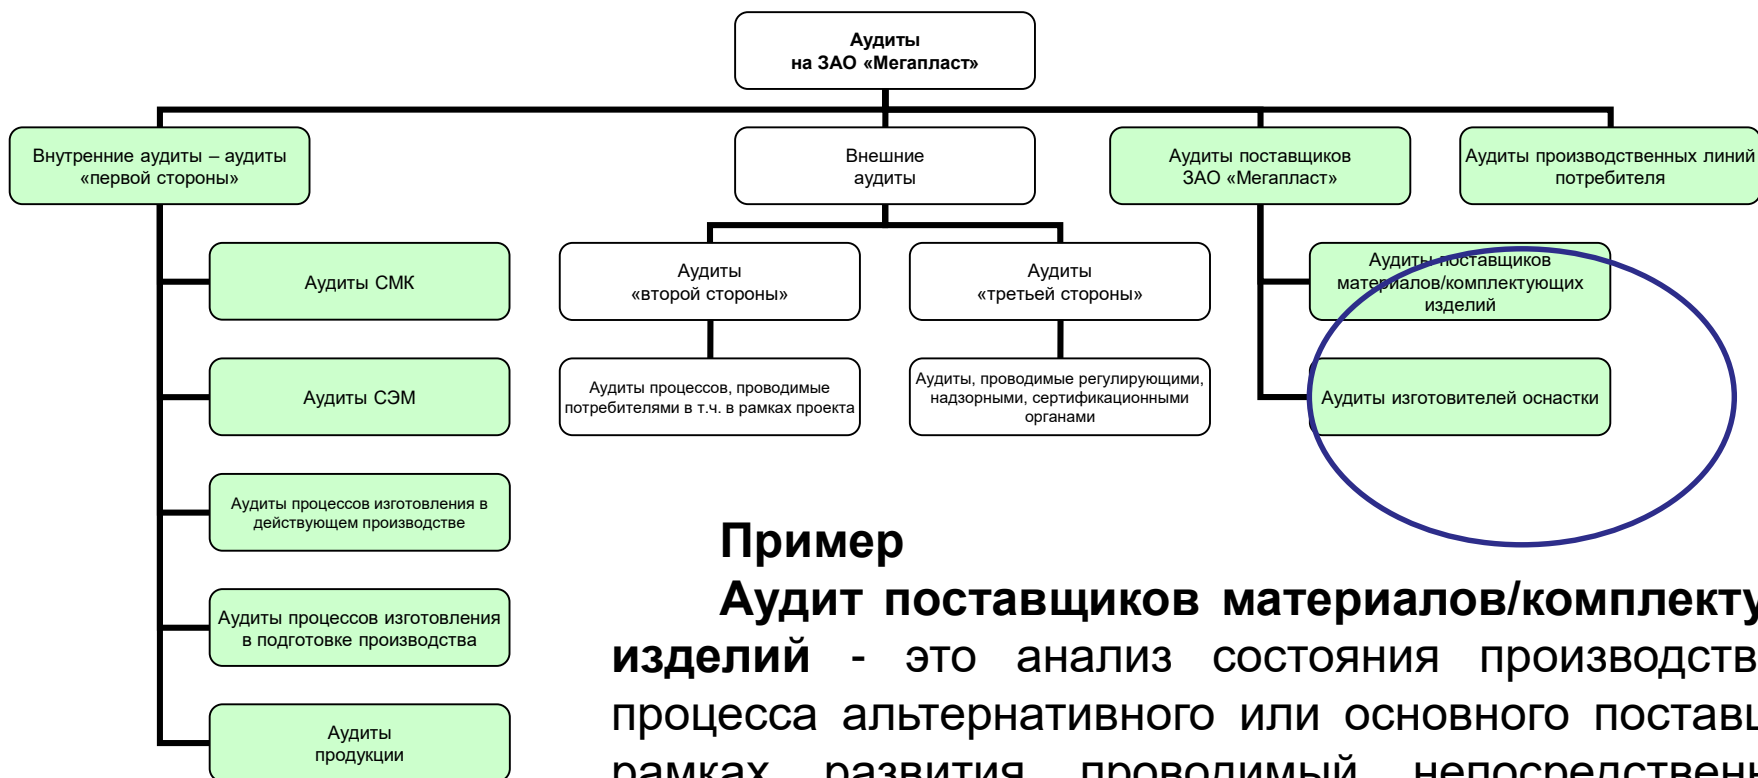 Аудиты
на ЗАО «Мегапласт»
Внутренние аудиты – аудиты
«первой стороны»
Внешние
аудиты
Аудиты поставщиков
ЗАО «Мегапласт»
Аудиты производственных линий
потребителя
Аудиты СМК
Аудиты
«второй стороны»
Аудиты
«третьей стороны»
Аудиты поставщиков
материалов/комплектующих
изделий
Аудиты СЭМ
Аудиты процессов, проводимые
потребителями в т.ч. в рамках проекта
Аудиты, проводимые регулирующими,
надзорными, сертификационными
органами
Аудиты изготовителей оснастки
Аудиты процессов изготовления в
действующем производстве
Аудиты процессов изготовления
в подготовке производства
Аудиты
продукции
Пример
Аудит поставщиков материалов/комплекту
изделий - это анализ состояния производств
процесса альтернативного или основного постав
рамках развития проводимый непосредствен